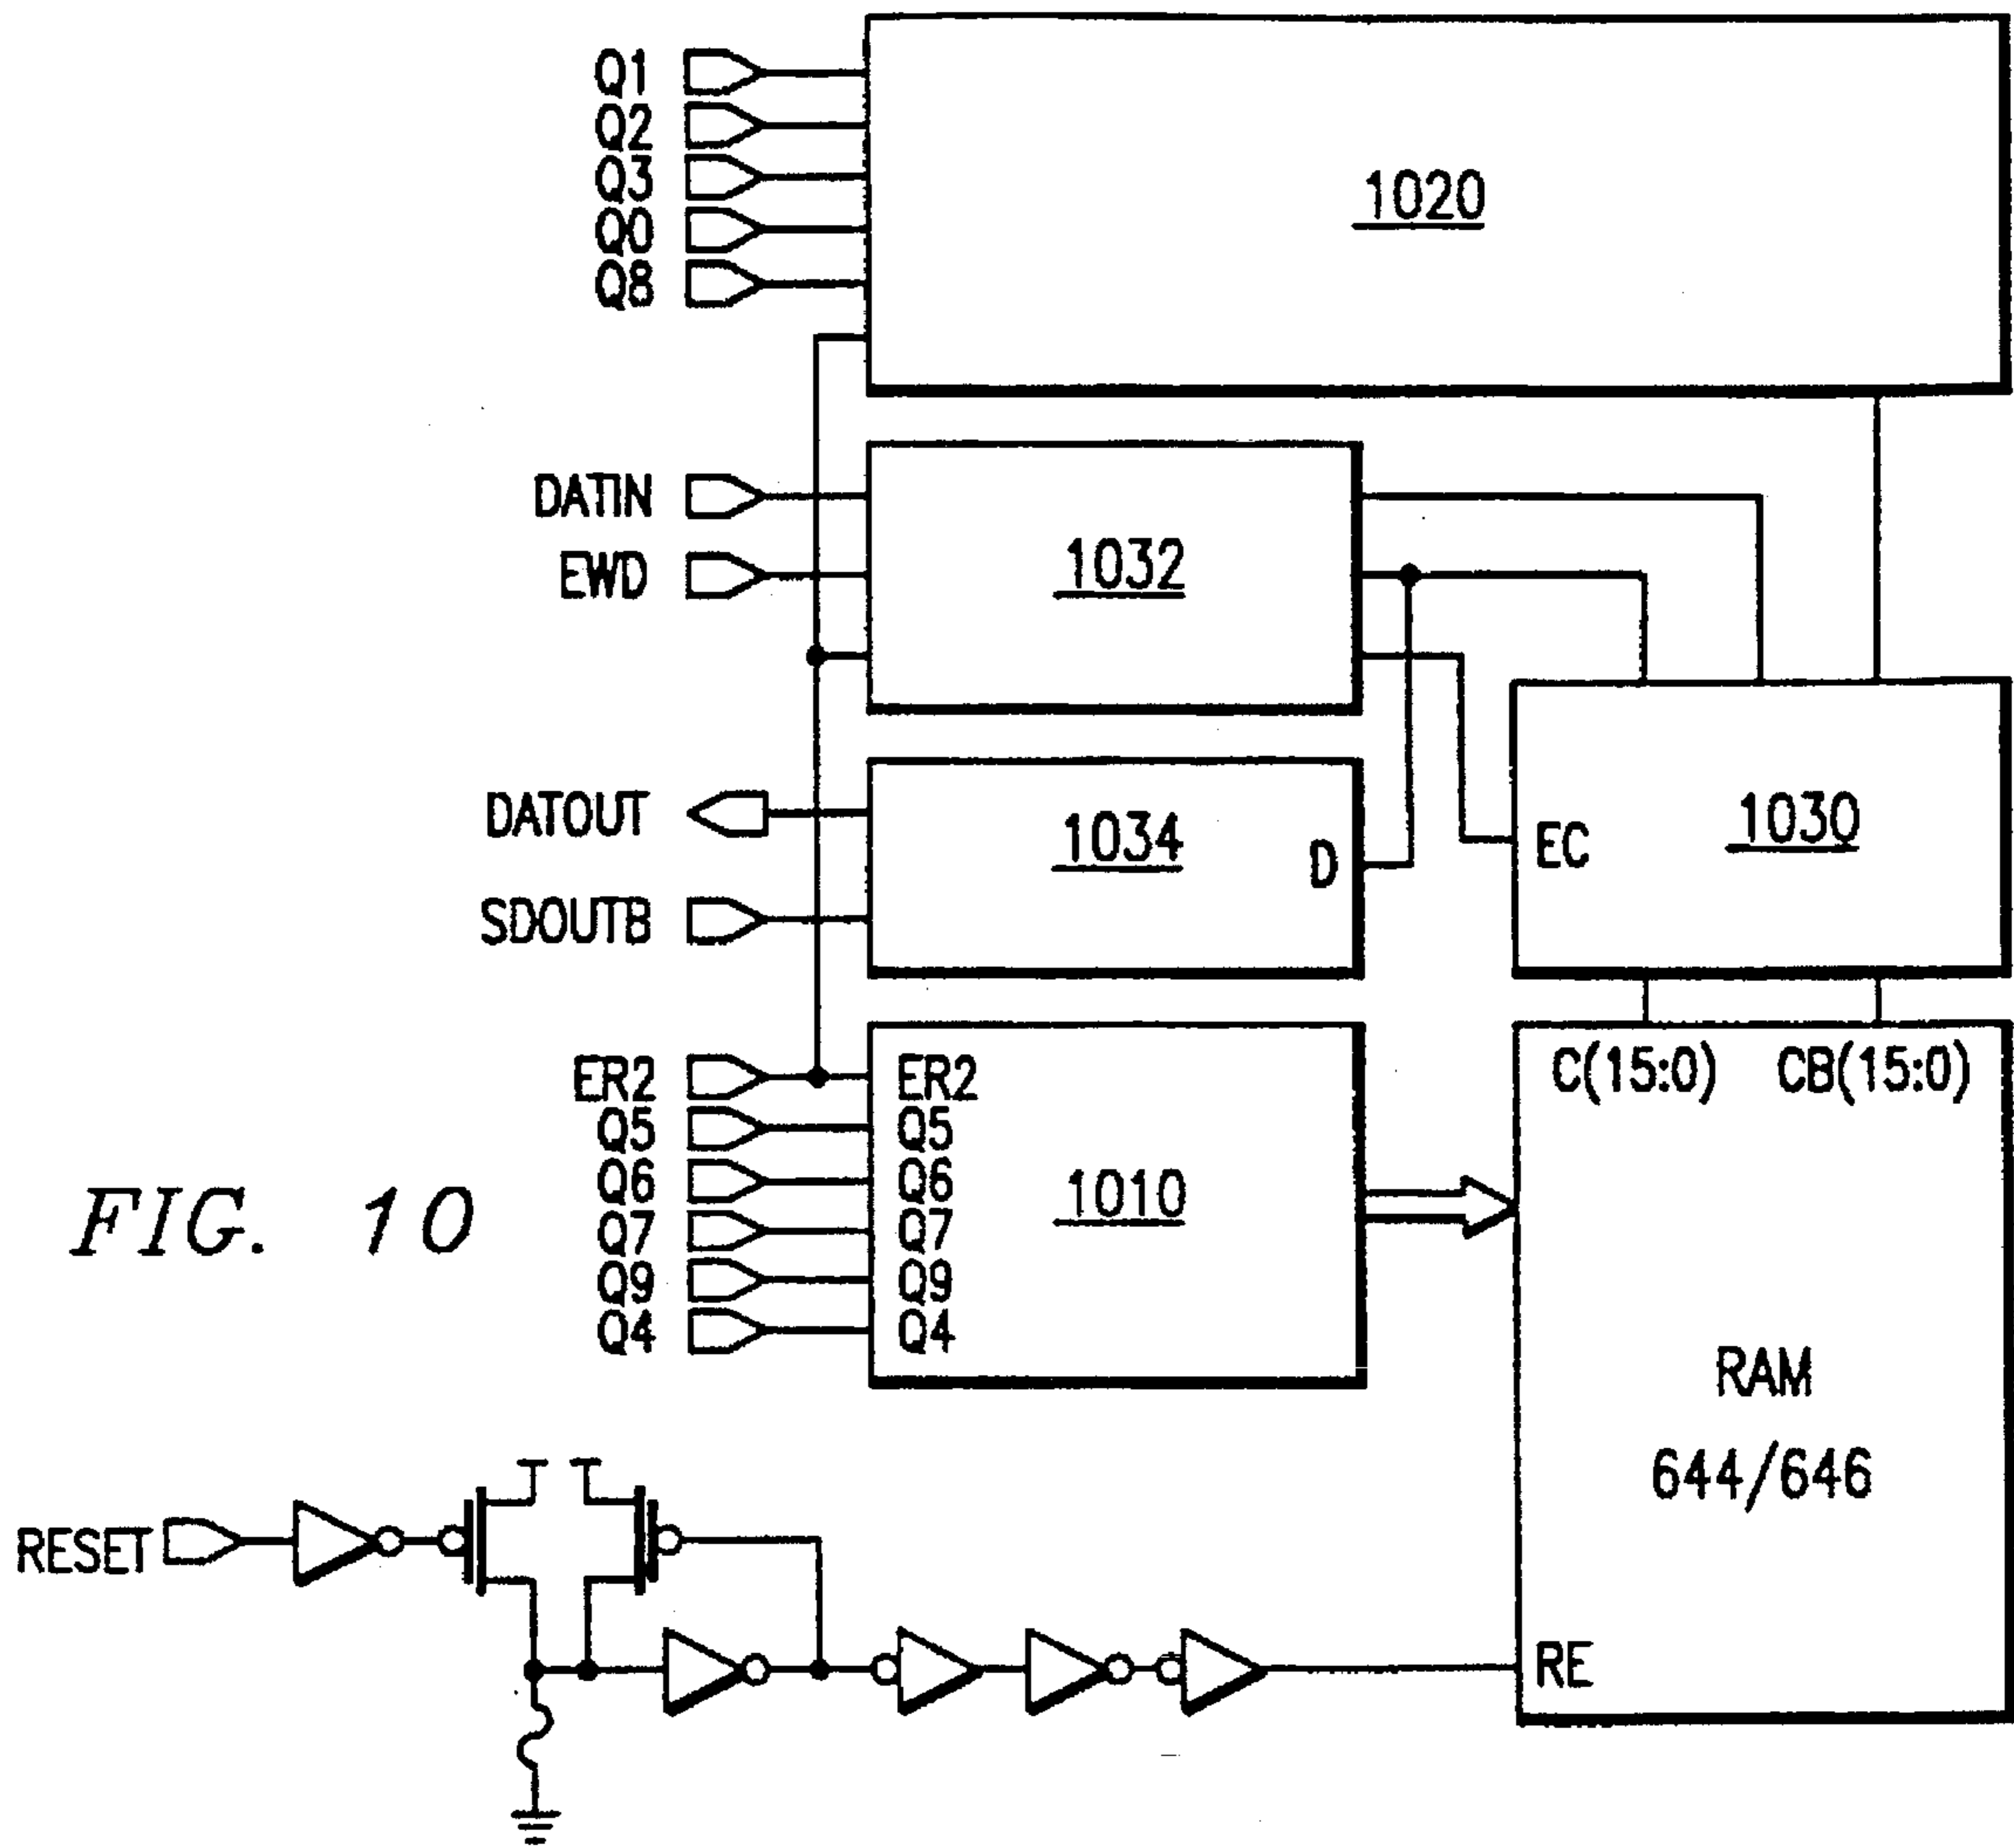 Q1
Q2
Q3
Q0
Q8
1020
DATIN
EWD
1032
DATOUT
SDOUTB
1034
D
EC
1030
ER2
Q5
Q6
Q7
Q9
Q4
ER2
Q5
Q6
Q7
Q9
Q4
1010
C(15:0) CB(15:0)
RAM
644/646
RE
FIG. 10
RESET